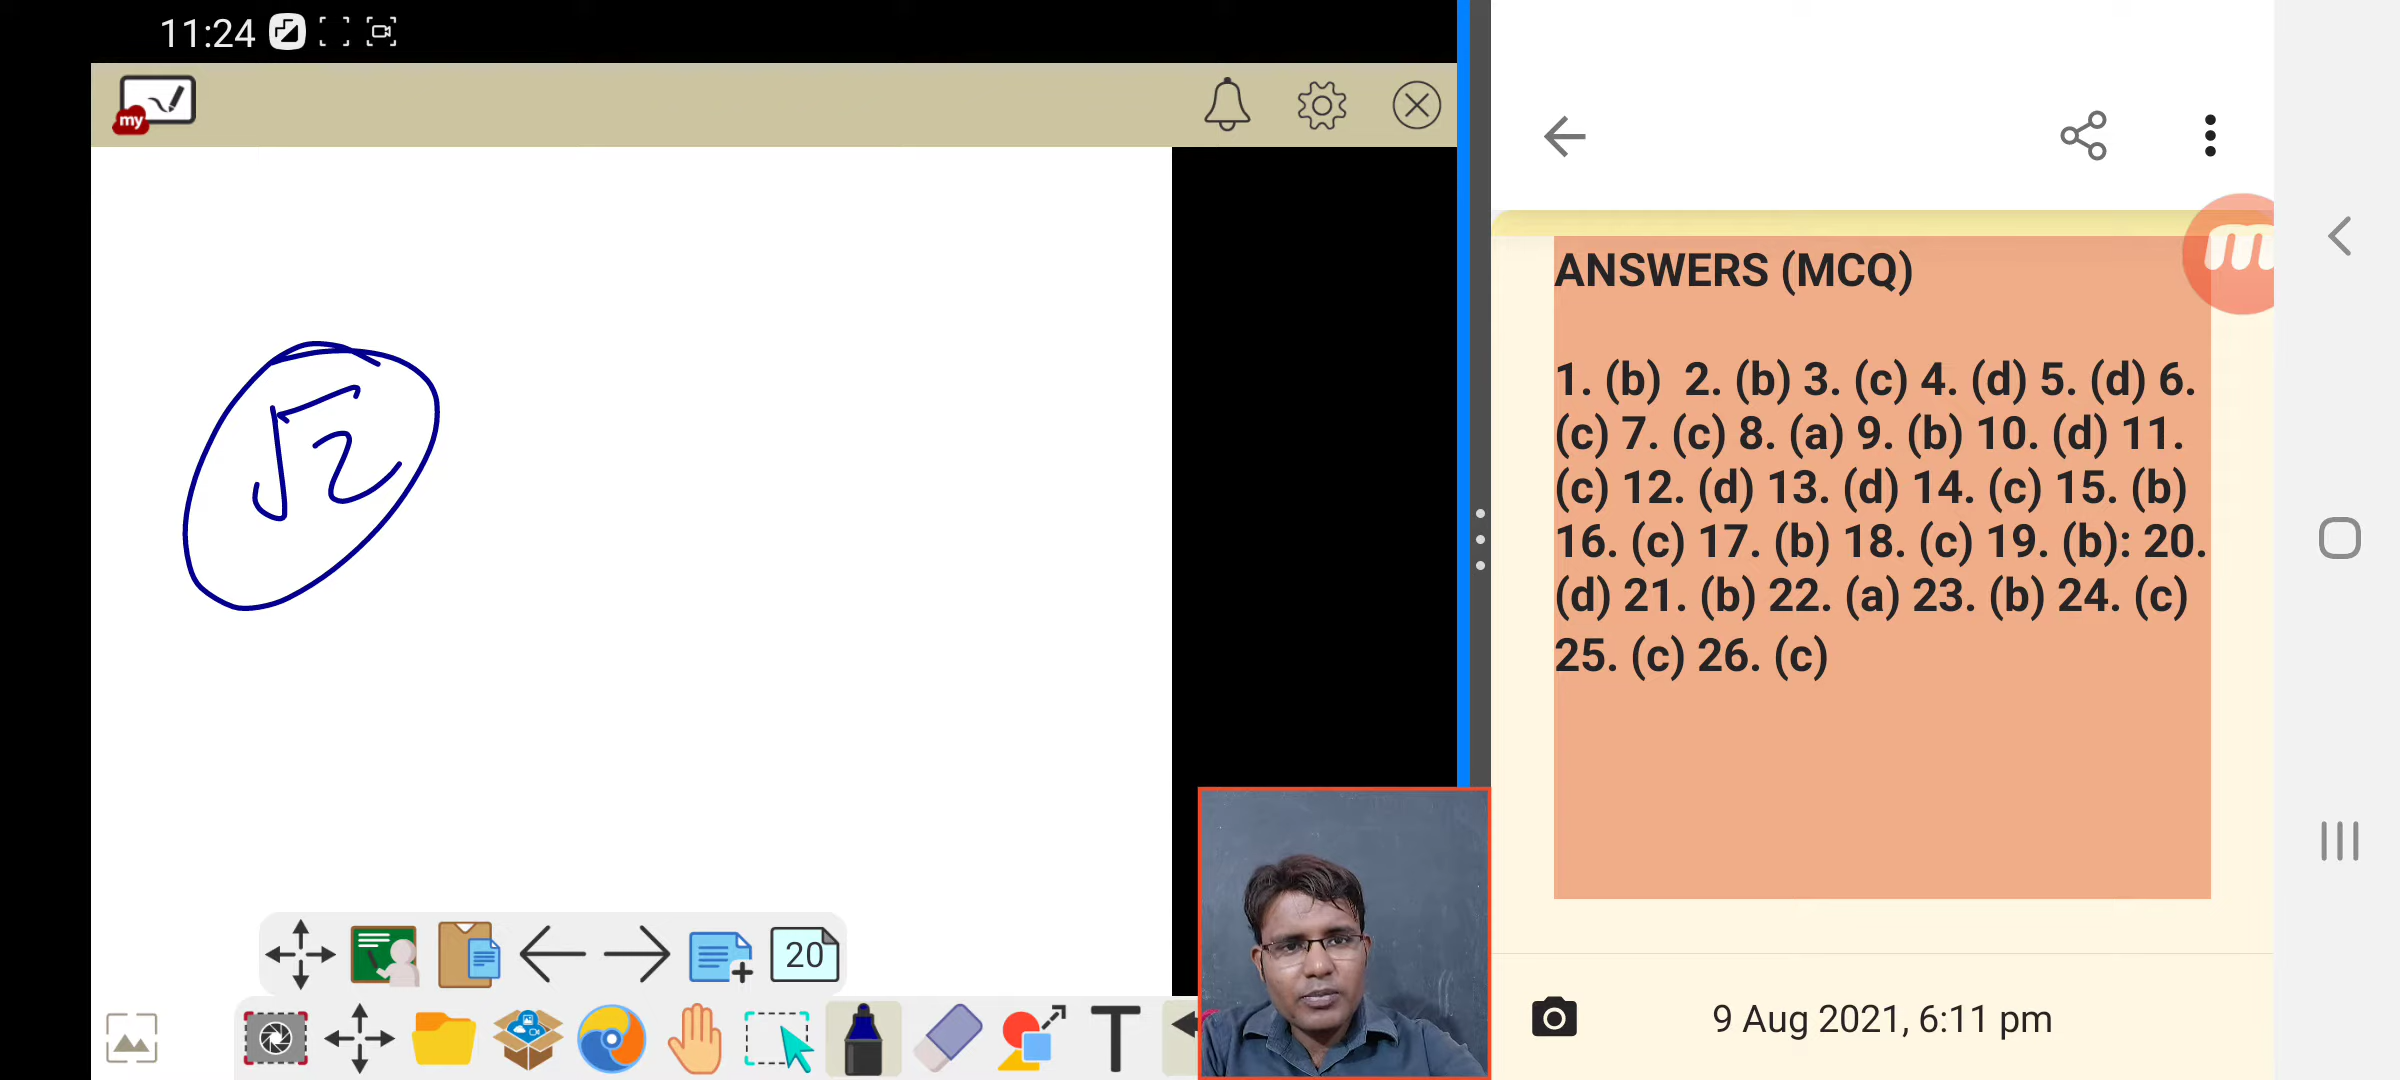 11:24
my
√2
20
T
ANSWERS (MCQ)
1. (b) 2. (b) 3. (c) 4. (d) 5. (d) 6.
(c) 7. (c) 8. (a) 9. (b) 10. (d) 11.
(c) 12. (d) 13. (d) 14. (c) 15. (b)
16. (c) 17. (b) 18. (c) 19. (b): 20.
(d) 21. (b) 22. (a) 23. (b) 24. (c)
25. (c) 26. (c)
9 Aug 2021, 6:11 pm